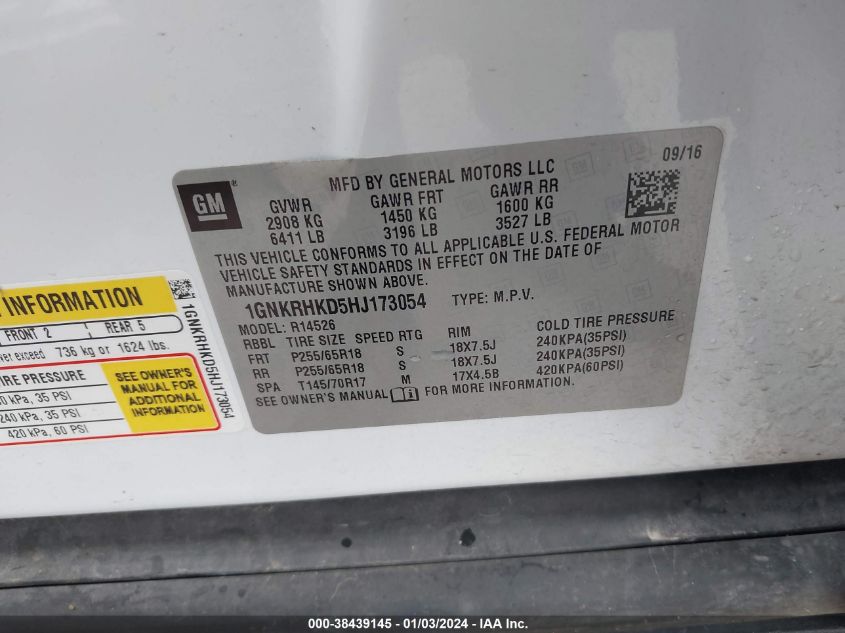 09/16
GM
MFD BY GENERAL MOTORS LLC
GVWR GAWR FRT GAWR RR
2908 KG 1450 KG 1600 KG
6411 LB 3196 LB 3527 LB
THIS VEHICLE CONFORMS TO ALL APPLICABLE U.S. FEDERAL MOTOR
VEHICLE SAFETY STANDARDS IN EFFECT ON THE DATE OF
MANUFACTURE SHOWN ABOVE.
1GNKRHKD5HJ173054 TYPE: M.P.V.
MODEL: R14526
RBBL TIRE SIZE SPEED RTG RIM COLD TIRE PRESSURE
FRT P255/65R18 S 18X7.5J 240KPA(35PSI)
RR P255/65R18 S 18X7.5J 240KPA(35PSI)
SPA T145/70R17 M 17X4.5B 420KPA(60PSI)
SEE OWNER'S MANUAL FOR MORE INFORMATION.
INFORMATION
FRONT 2 REAR 5
exceed 736 kg or 1624 lbs.
PRESSURE
kPa, 35 PSI
240 kPa, 35 PSI
420 kPa, 60 PSI
SEE OWNER'S
MANUAL FOR
ADDITIONAL
INFORMATION
1GNKRHKD5HJ173054
000-38439145 - 01/03/2024 - IAA Inc.